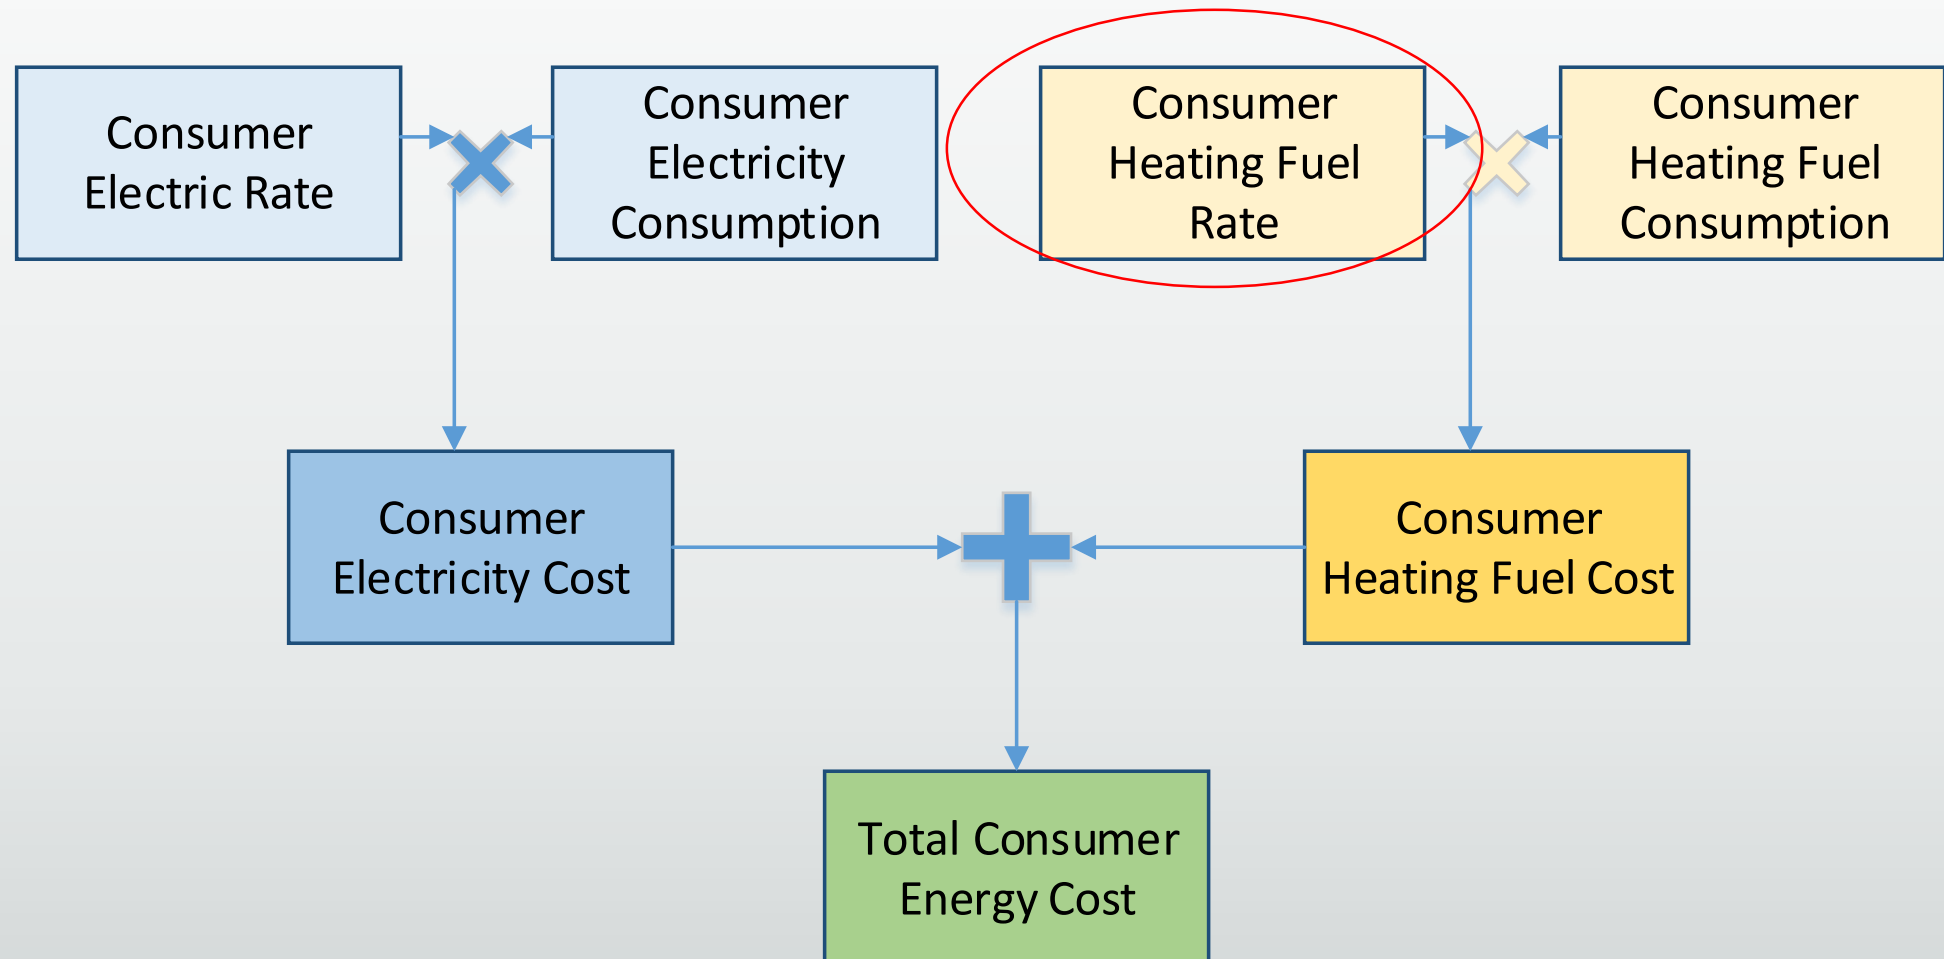 Consumer
Electric Rate
Consumer
Electricity
Consumption
Consumer
Heating Fuel
Rate
Consumer
Heating Fuel
Consumption
Consumer
Electricity Cost
Consumer
Heating Fuel Cost
Total Consumer
Energy Cost